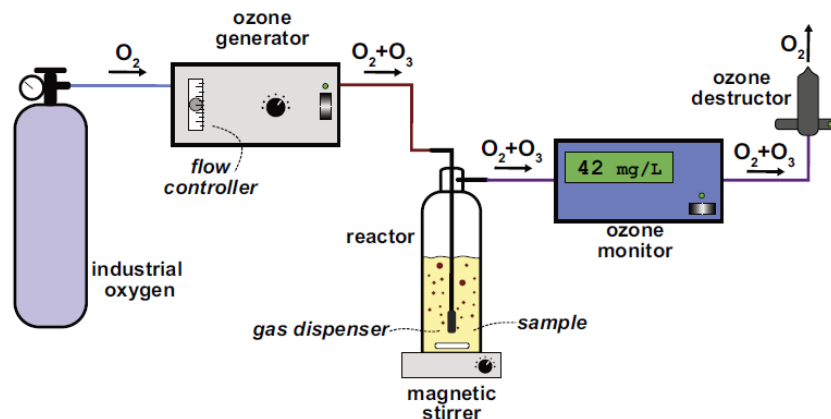 ozone
generator
O₂
O₂+O₃
flow
controller
industrial
oxygen
reactor
gas dispenser
sample
magnetic
stirrer
O₂+O₃
42 mg/L
ozone
monitor
O₂+O₃
ozone
destructor
O₂